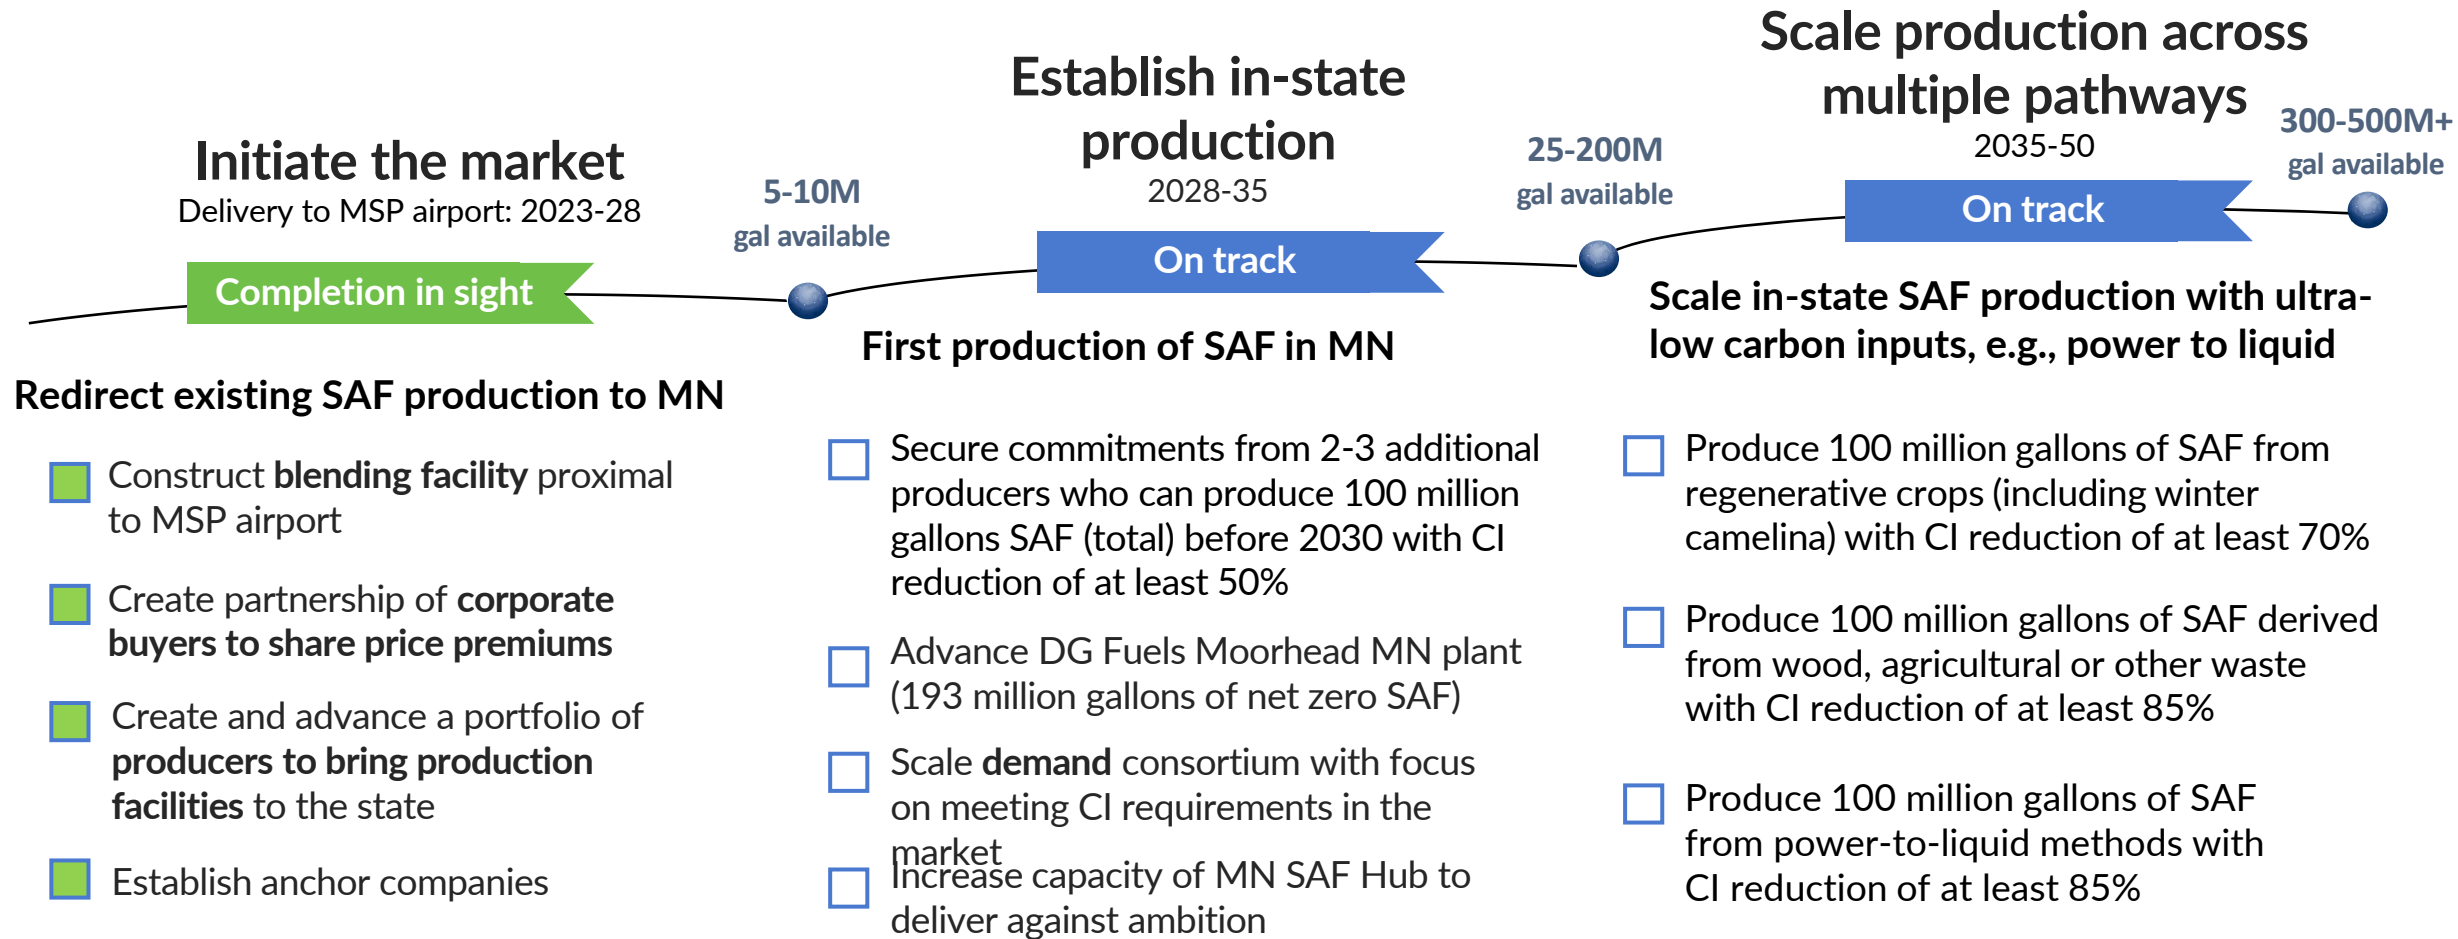 Initiate the market
Delivery to MSP airport: 2023-28
Completion in sight
5-10M
gal available
Redirect existing SAF production to MN
Construct blending facility proximal
to MSP airport
Create partnership of corporate
buyers to share price premiums
Create and advance a portfolio of
producers to bring production
facilities to the state
Establish anchor companies
Establish in-state
production
2028-35
On track
25-200M
gal available
First production of SAF in MN
Secure commitments from 2-3 additional
producers who can produce 100 million
gallons SAF (total) before 2030 with CI
reduction of at least 50%
Advance DG Fuels Moorhead MN plant
(193 million gallons of net zero SAF)
Scale demand consortium with focus
on meeting CI requirements in the
market
Increase capacity of MN SAF Hub to
deliver against ambition
Scale production across
multiple pathways
2035-50
On track
300-500M+
gal available
Scale in-state SAF production with ultra-
low carbon inputs, e.g., power to liquid
Produce 100 million gallons of SAF from
regenerative crops (including winter
camelina) with CI reduction of at least 70%
Produce 100 million gallons of SAF derived
from wood, agricultural or other waste
with CI reduction of at least 85%
Produce 100 million gallons of SAF
from power-to-liquid methods with
CI reduction of at least 85%